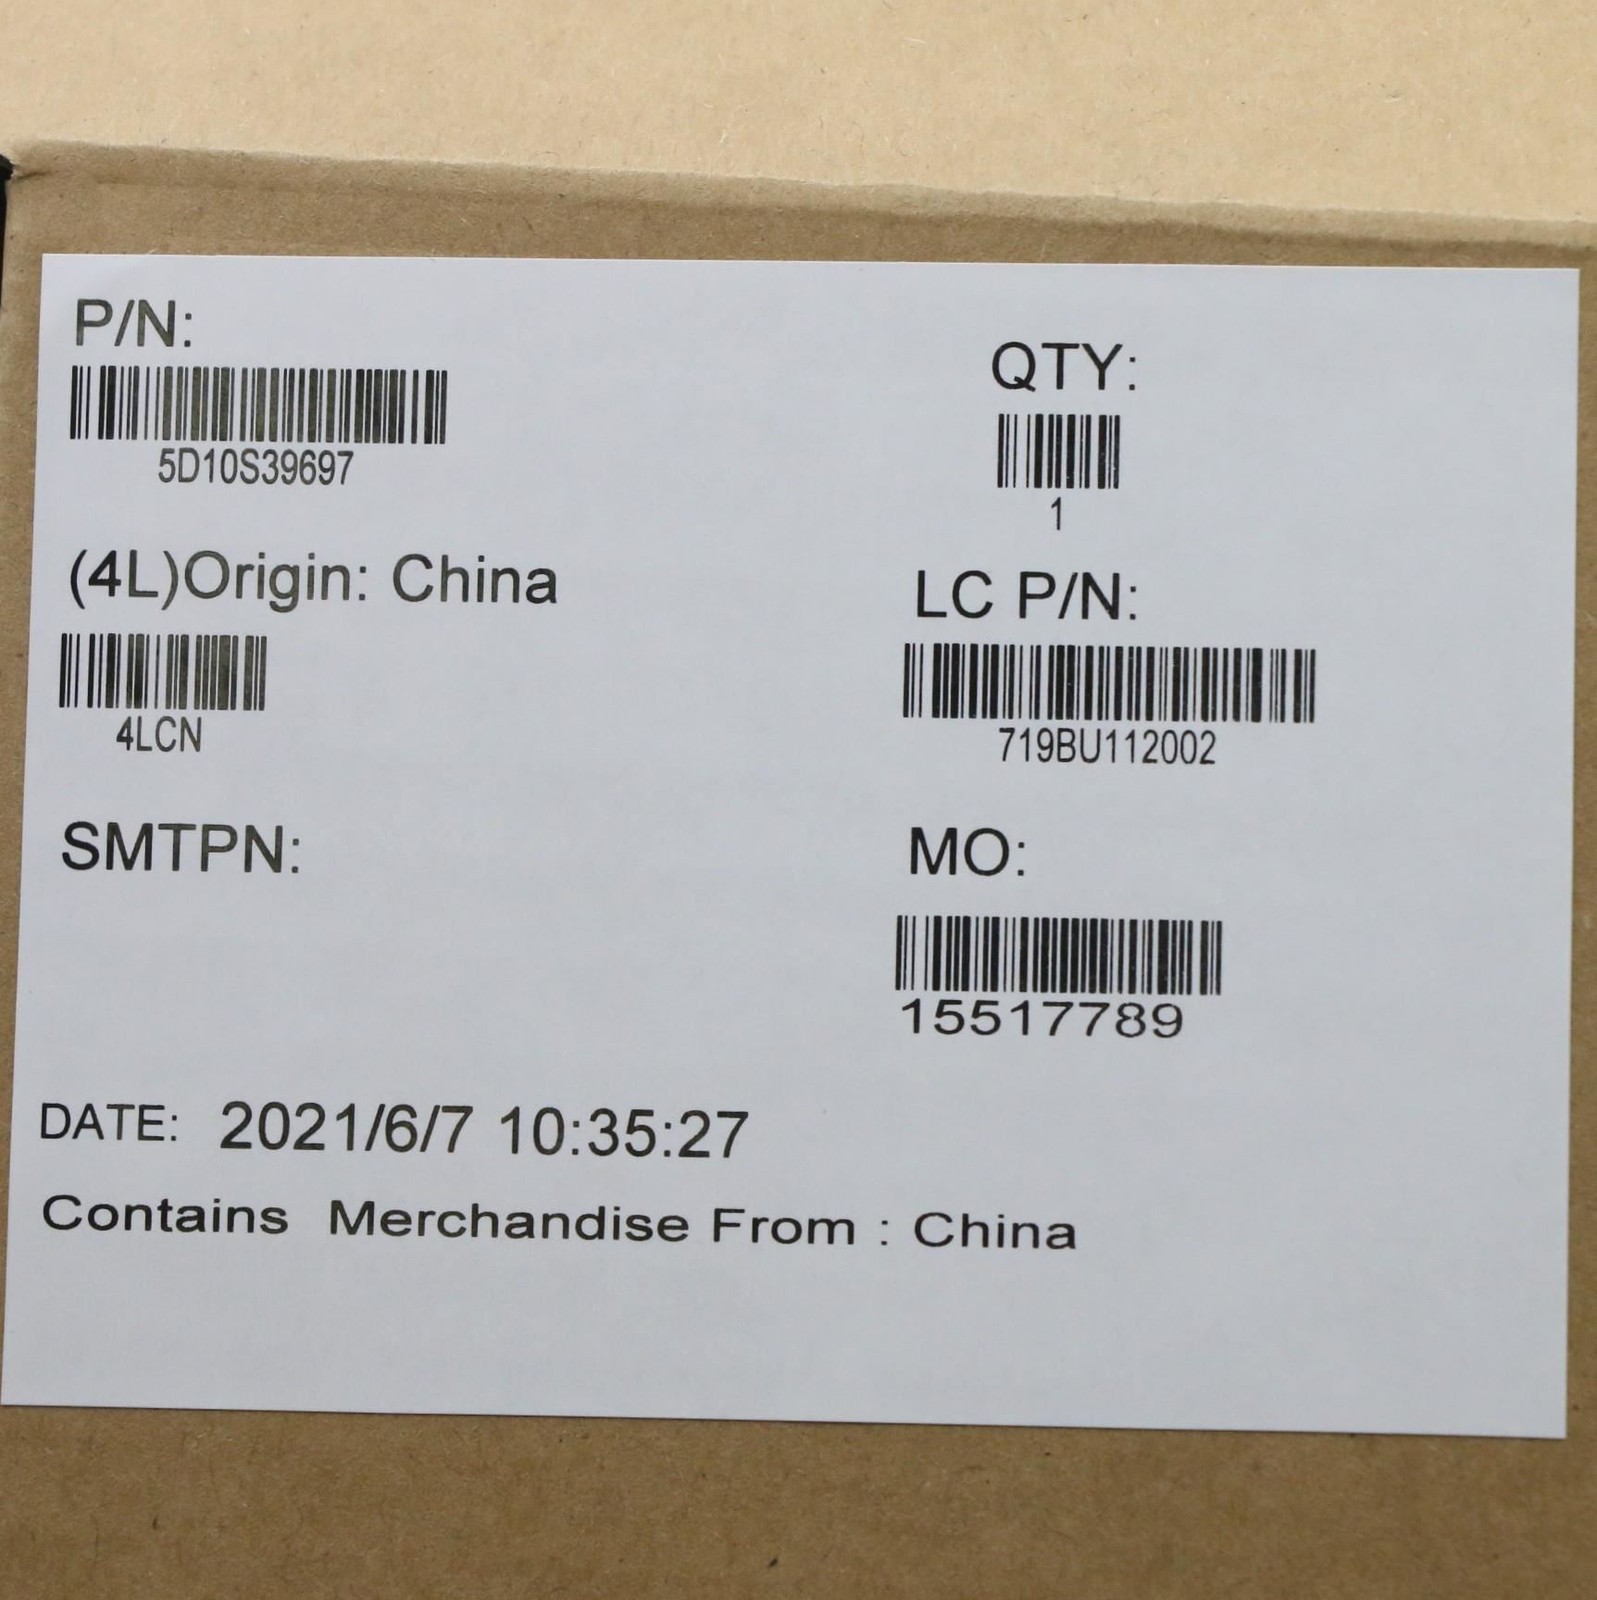 P/N:
5D10S39697
QTY:
1
(4L)Origin: China
4LCN
LC P/N:
719BU112002
SMTPN:
MO:
15517789
DATE: 2021/6/7 10:35:27
Contains Merchandise From : China